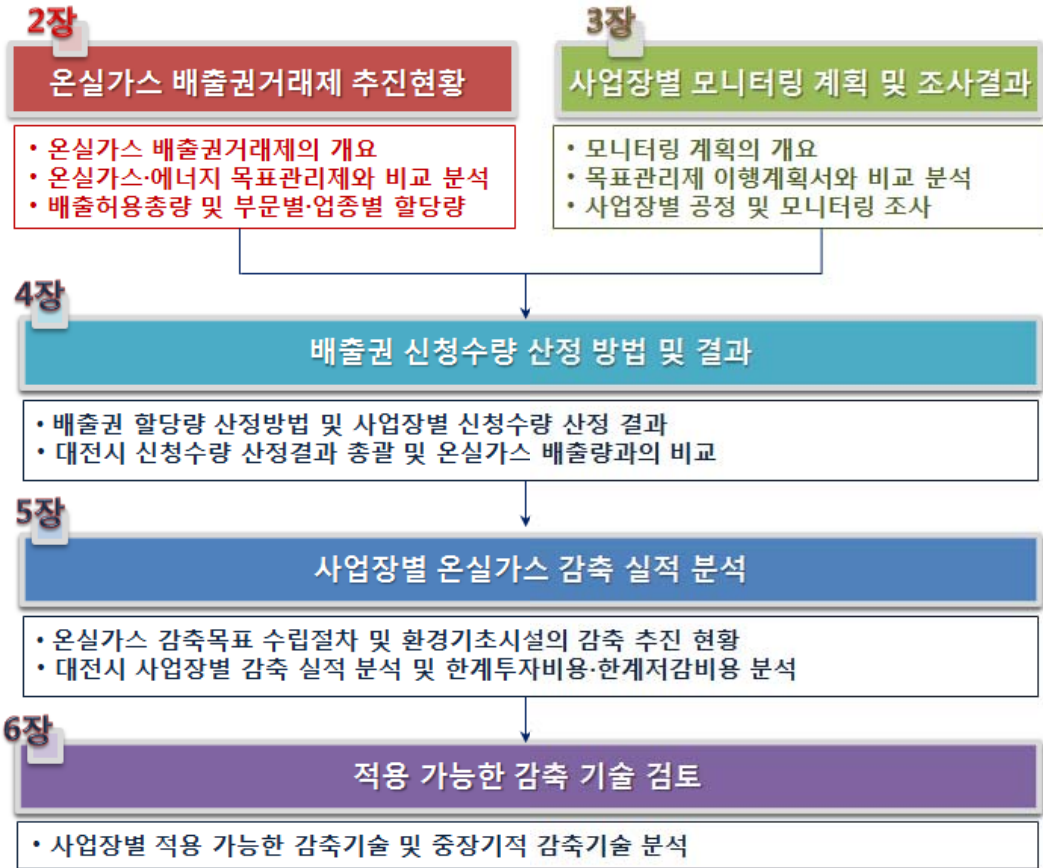 2장
온실가스 배출권거래제 추진현황
• 온실가스 배출권거래제의 개요
• 온실가스·에너지 목표관리제와 비교 분석
• 배출허용총량 및 부문별·업종별 할당량
3장
사업장별 모니터링 계획 및 조사결과
• 모니터링 계획의 개요
• 목표관리제 이행계획서와 비교 분석
• 사업장별 공정 및 모니터링 조사
4장
배출권 신청수량 산정 방법 및 결과
• 배출권 할당량 산정방법 및 사업장별 신청수량 산정 결과
• 대전시 신청수량 산정결과 총괄 및 온실가스 배출량과의 비교
5장
사업장별 온실가스 감축 실적 분석
• 온실가스 감축목표 수립절차 및 환경기초시설의 감축 추진 현황
• 대전시 사업장별 감축 실적 분석 및 한계투자비용·한계저감비용 분석
6장
적용 가능한 감축 기술 검토
• 사업장별 적용 가능한 감축기술 및 중장기적 감축기술 분석